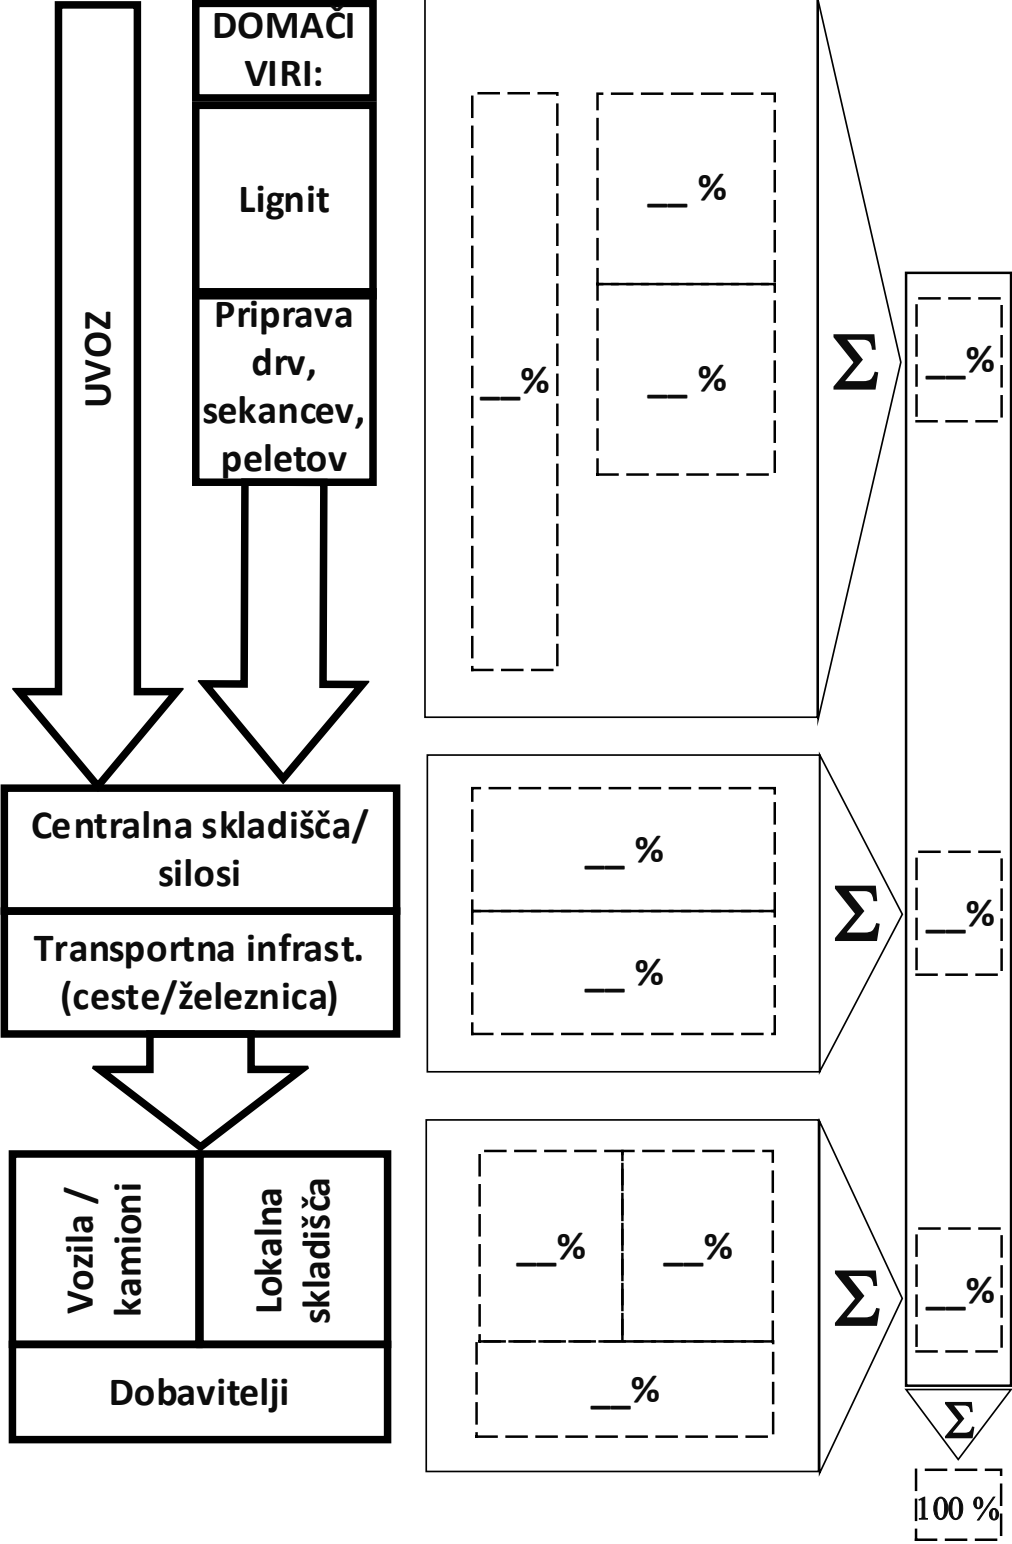 DOMAČI
VIRI:
Lignit
Priprava
drv,
sekancev,
peletov
UVOZ
__%
__ %
__ %
Σ
__%
Centralna skladišča/
silosi
Transportna infrast.
(ceste/železnica)
__ %
__ %
Σ
__%
Vozila /
kamioni
Lokalna
skladišča
Dobavitelji
__%
__%
__%
Σ
__%
Σ
100 %